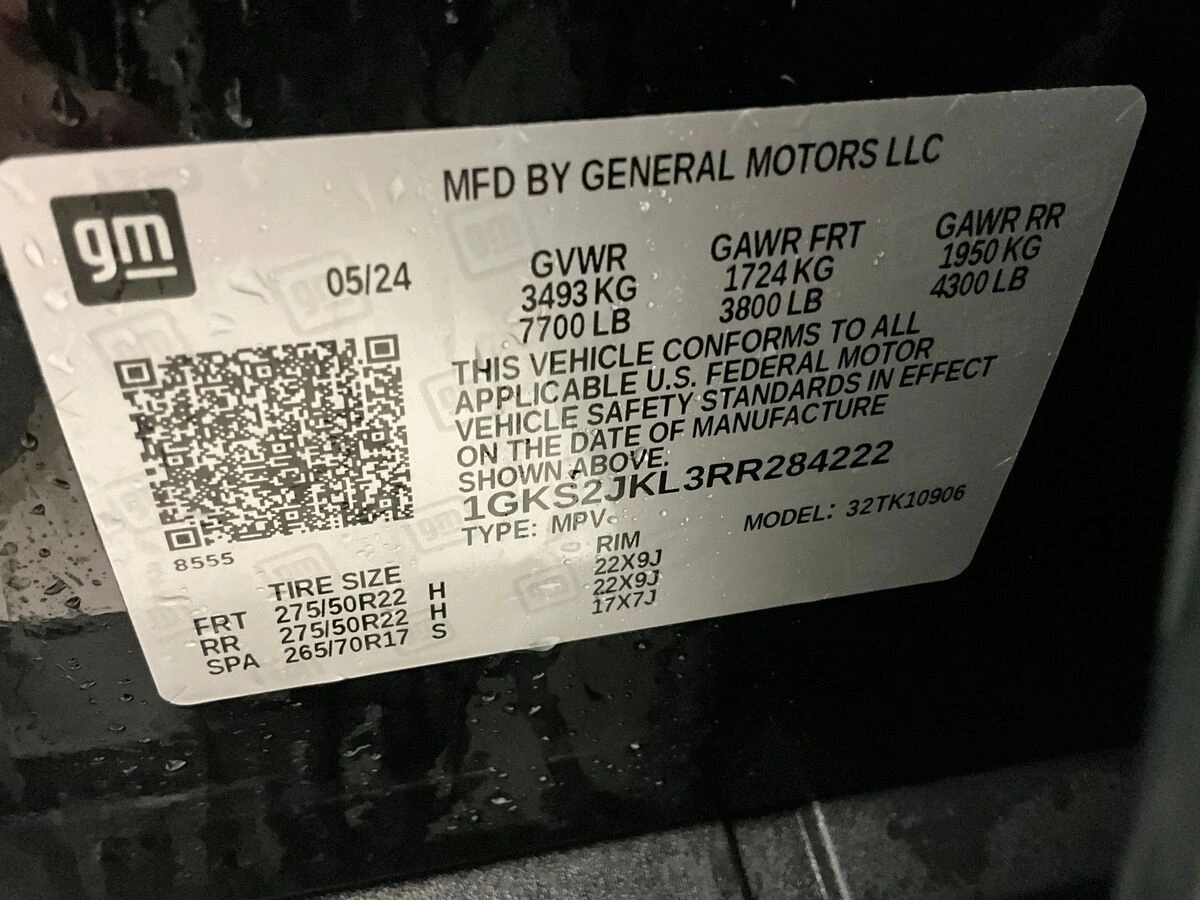 gm
MFD BY GENERAL MOTORS LLC
05/24
GVWR GAWR FRT GAWR RR
3493 KG 1724 KG 1950 KG
7700 LB 3800 LB 4300 LB
THIS VEHICLE CONFORMS TO ALL
APPLICABLE U.S. FEDERAL MOTOR
VEHICLE SAFETY STANDARDS IN EFFECT
ON THE DATE OF MANUFACTURE
SHOWN ABOVE.
1GKS2JKL3RR284222
TYPE: MPV MODEL: 32TK10906
8555
TIRE SIZE RIM
FRT 275/50R22 H 22X9J
RR 275/50R22 H 22X9J
SPA 265/70R17 S 17X7J